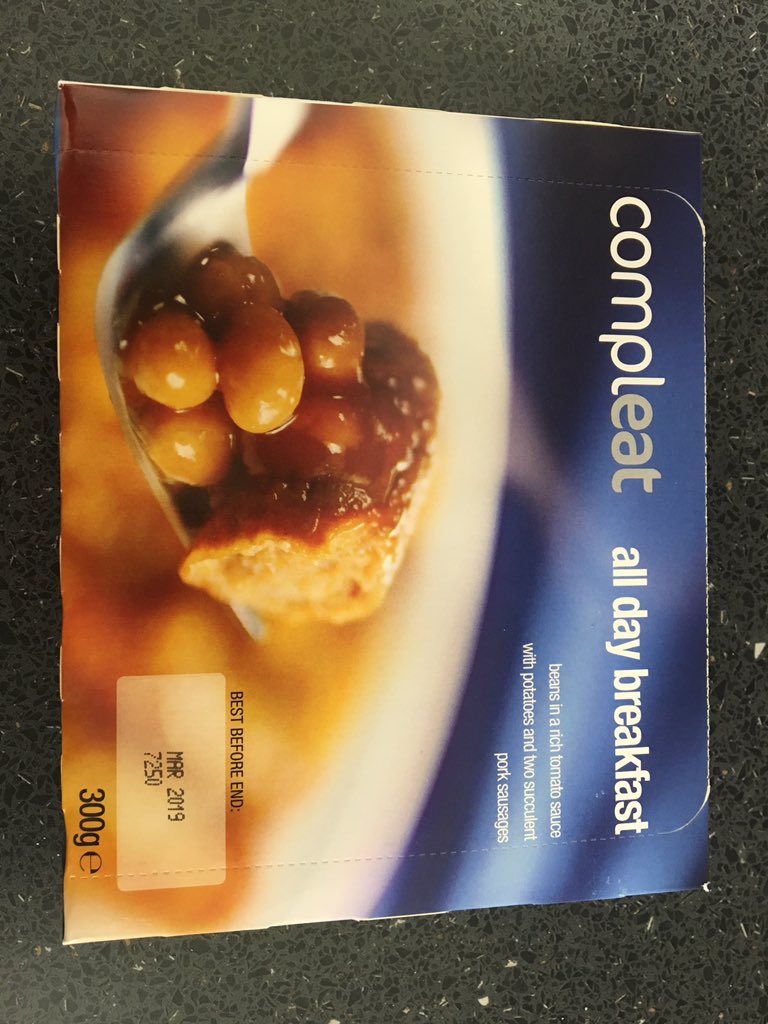 compleat all day breakfast
beans in a rich tomato sauce
with potatoes and two succulent
pork sausages
BEST BEFORE END:
MAR 2019
7250
300g e